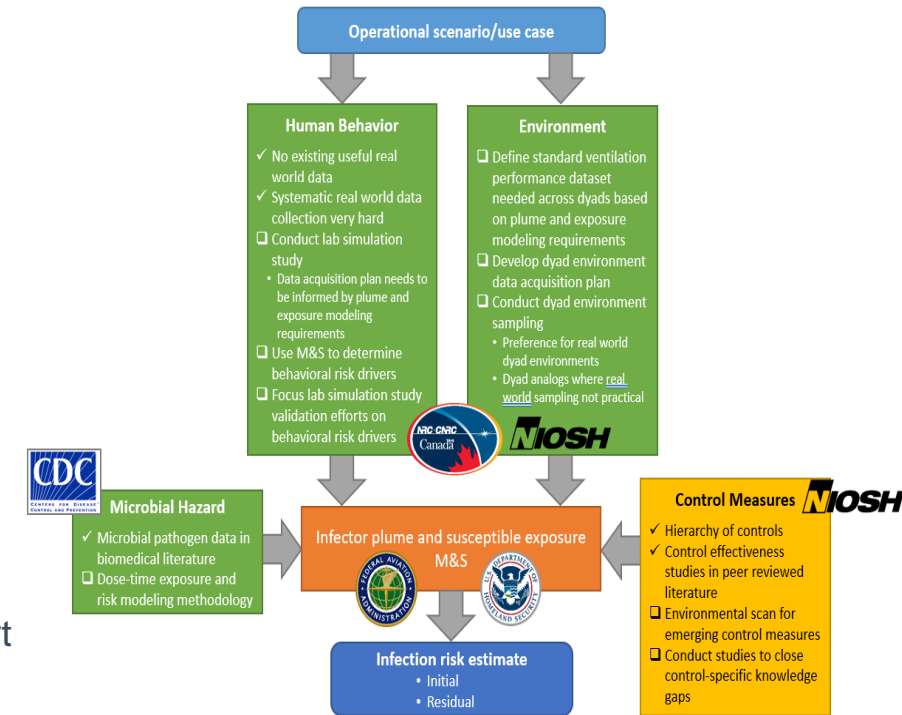 Operational scenario/use case
Human Behavior
✓ No existing useful real
world data
✓ Systematic real world data
collection very hard
❑ Conduct lab simulation
study
• Data acquisition plan needs to
be informed by plume and
exposure modeling
requirements
❑ Use M&S to determine
behavioral risk drivers
❑ Focus lab simulation study
validation efforts on
behavioral risk drivers
Environment
❑ Define standard ventilation
performance dataset
needed across dyads based
on plume and exposure
modeling requirements
❑ Develop dyad environment
data acquisition plan
❑ Conduct dyad environment
sampling
• Preference for real world
dyad environments
• Dyad analogs where real
world sampling not practical
NRC·CNRC
Canada
NIOSH
CDC
CENTERS FOR DISEASE
CONTROL AND PREVENTION
Microbial Hazard
✓ Microbial pathogen data in
biomedical literature
❑ Dose-time exposure and
risk modeling methodology
Infector plume and susceptible exposure
M&S
FEDERAL AVIATION
ADMINISTRATION
U.S. DEPARTMENT OF
HOMELAND SECURITY
Control Measures
NIOSH
✓ Hierarchy of controls
✓ Control effectiveness
studies in peer reviewed
literature
❑ Environmental scan for
emerging control measures
❑ Conduct studies to close
control-specific knowledge
gaps
Infection risk estimate
• Initial
• Residual